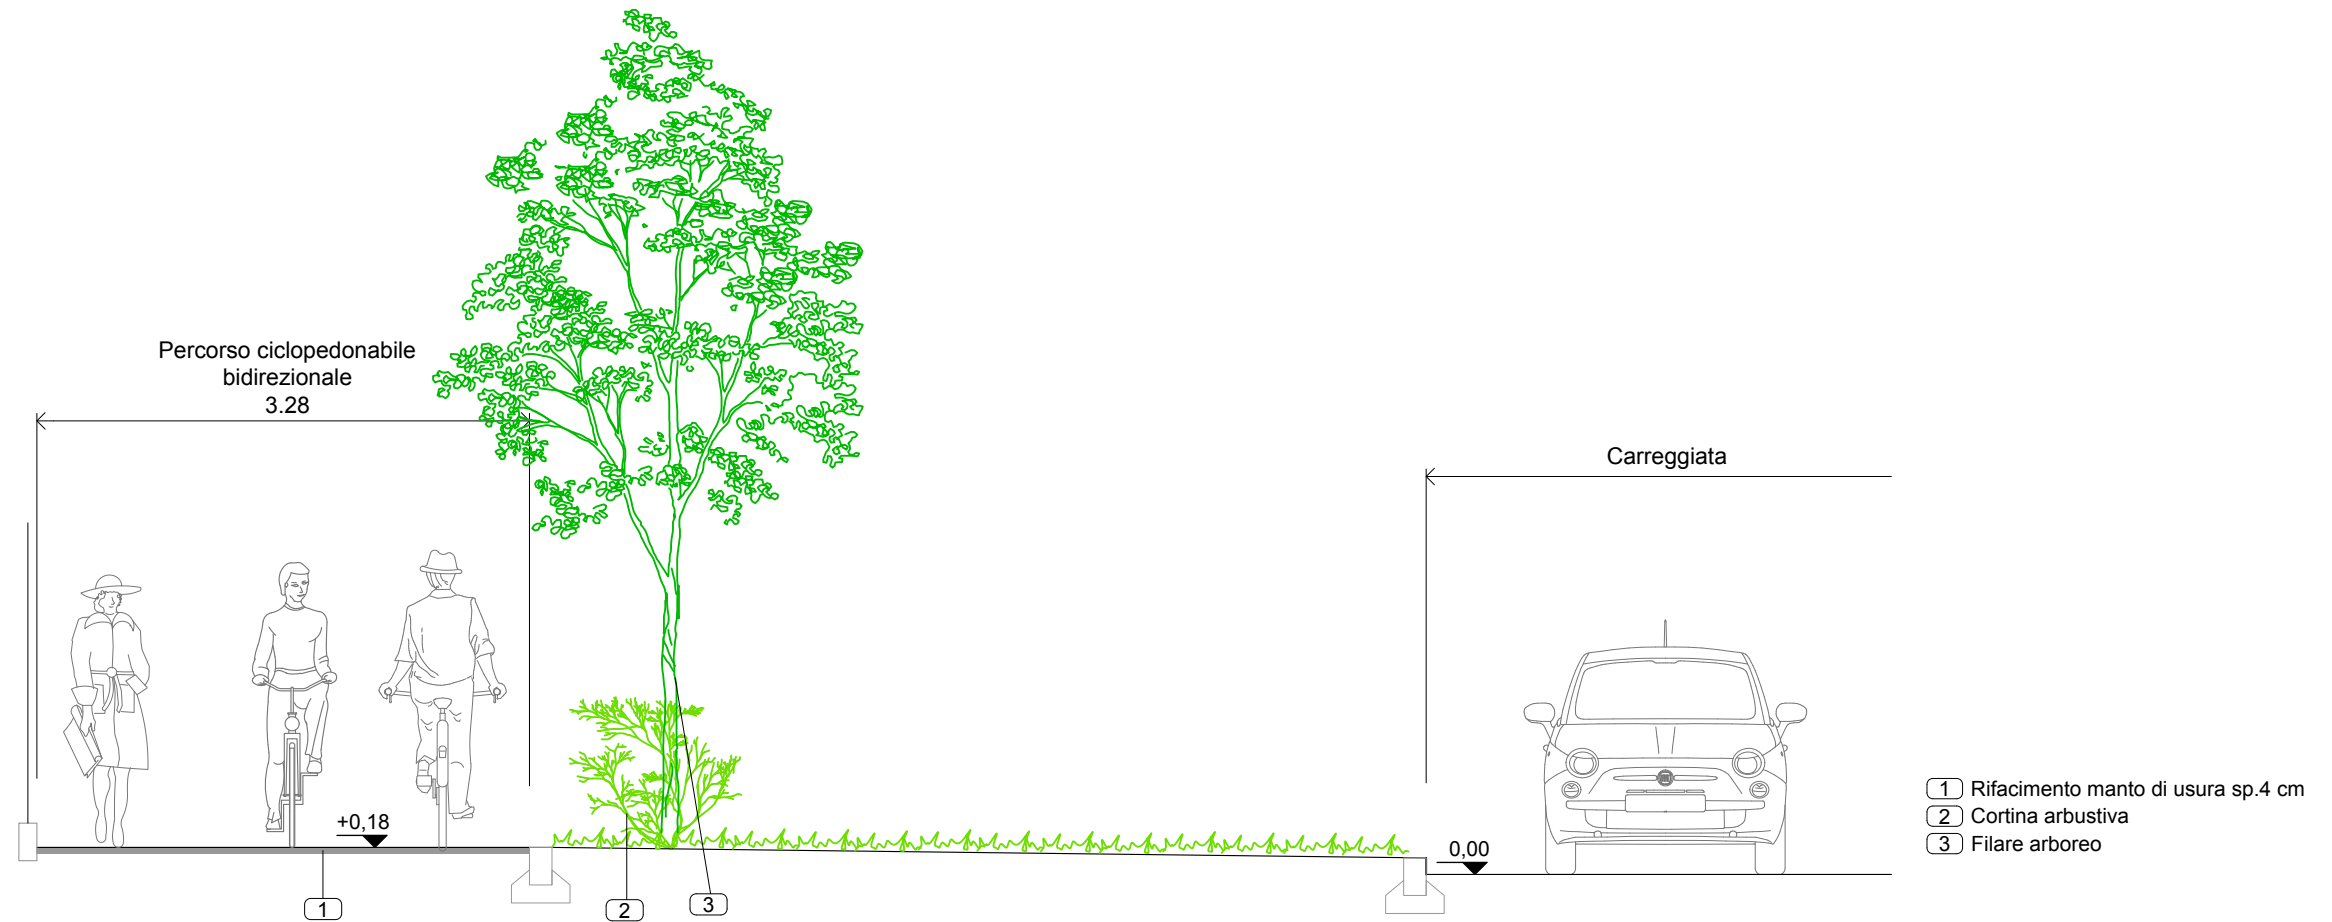 Percorso ciclopedonabile
bidirezionale
3.28
Carreggiata
+0,18
0,00
1
2
3
1 Rifacimento manto di usura sp.4 cm
2 Cortina arbustiva
3 Filare arboreo